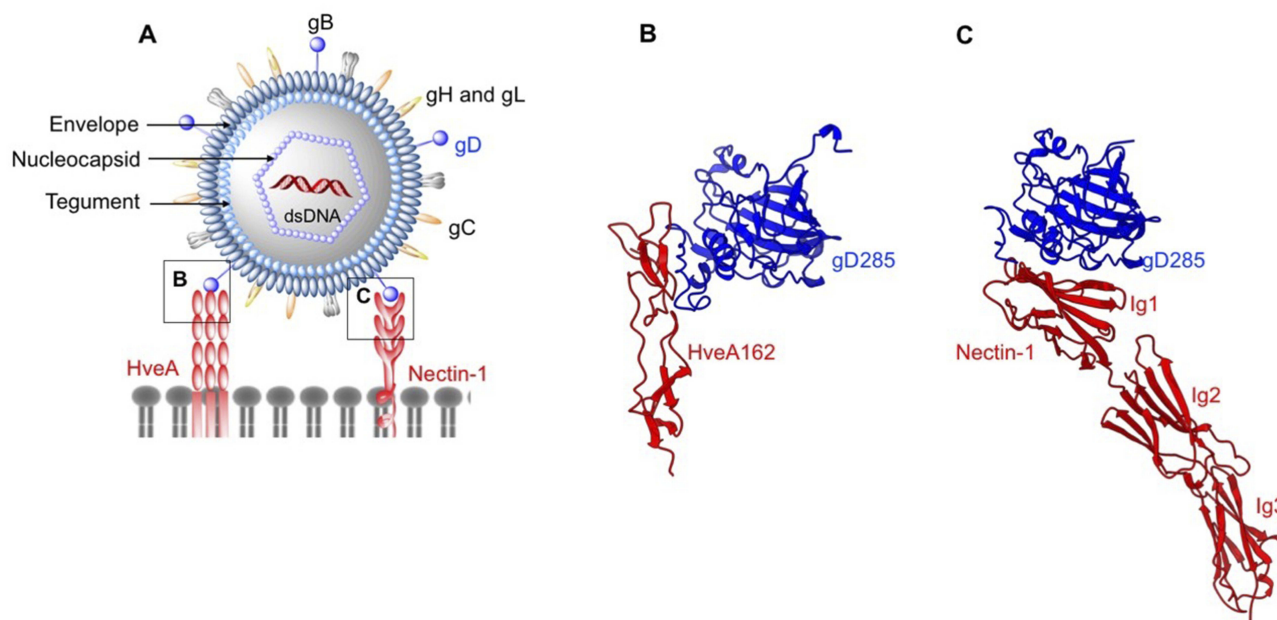 A
gB
gH and gL
Envelope
gD
Nucleocapsid
Tegument
dsDNA
gC
B
C
HveA
Nectin-1
B
gD285
HveA162
C
gD285
Ig1
Nectin-1
Ig2
Ig3